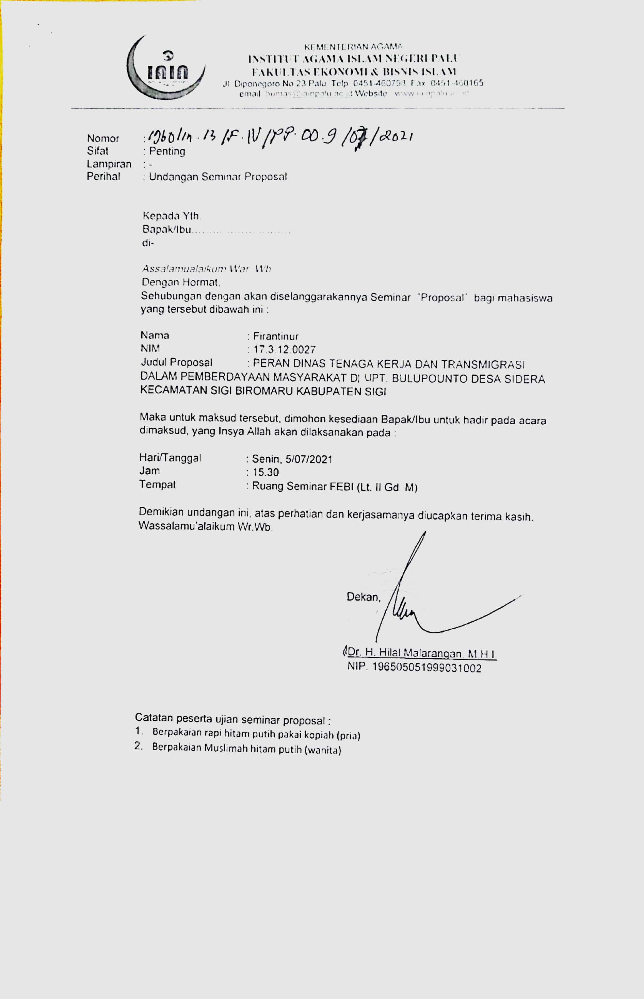 iain
KEMENTERIAN AGAMA
INSTITUT AGAMA ISLAM NEGERI PALU
FAKULTAS EKONOMI & BISNIS ISLAM
Jl Diponegoro No 23 Palu Telp 0451-460798, Fax 0451-460165
email humas@iainpalu.ac.id Website www.iainpalu.ac.id
Nomor : 1960/In.13/F.IV/PP.00.9/07/2021
Sifat : Penting
Lampiran : -
Perihal : Undangan Seminar Proposal
Kepada Yth.
Bapak/Ibu..............................
di-
Assalamualaikum War Wb
Dengan Hormat.
Sehubungan dengan akan diselanggarakannya Seminar "Proposal" bagi mahasiswa
yang tersebut dibawah ini :
Nama : Firantinur
NIM : 17.3.12.0027
Judul Proposal : PERAN DINAS TENAGA KERJA DAN TRANSMIGRASI
DALAM PEMBERDAYAAN MASYARAKAT DI UPT. BULUPOUNTO DESA SIDERA
KECAMATAN SIGI BIROMARU KABUPATEN SIGI
Maka untuk maksud tersebut, dimohon kesediaan Bapak/Ibu untuk hadir pada acara
dimaksud, yang Insya Allah akan dilaksanakan pada :
Hari/Tanggal : Senin, 5/07/2021
Jam : 15.30
Tempat : Ruang Seminar FEBI (Lt. II Gd M)
Demikian undangan ini, atas perhatian dan kerjasamanya diucapkan terima kasih.
Wassalamu'alaikum Wr.Wb.
Dekan,
Dr. H. Hilal Malarangan. M.H.I.
NIP. 196505051999031002
Catatan peserta ujian seminar proposal :
1. Berpakaian rapi hitam putih pakai kopiah (pria)
2. Berpakaian Muslimah hitam putih (wanita)